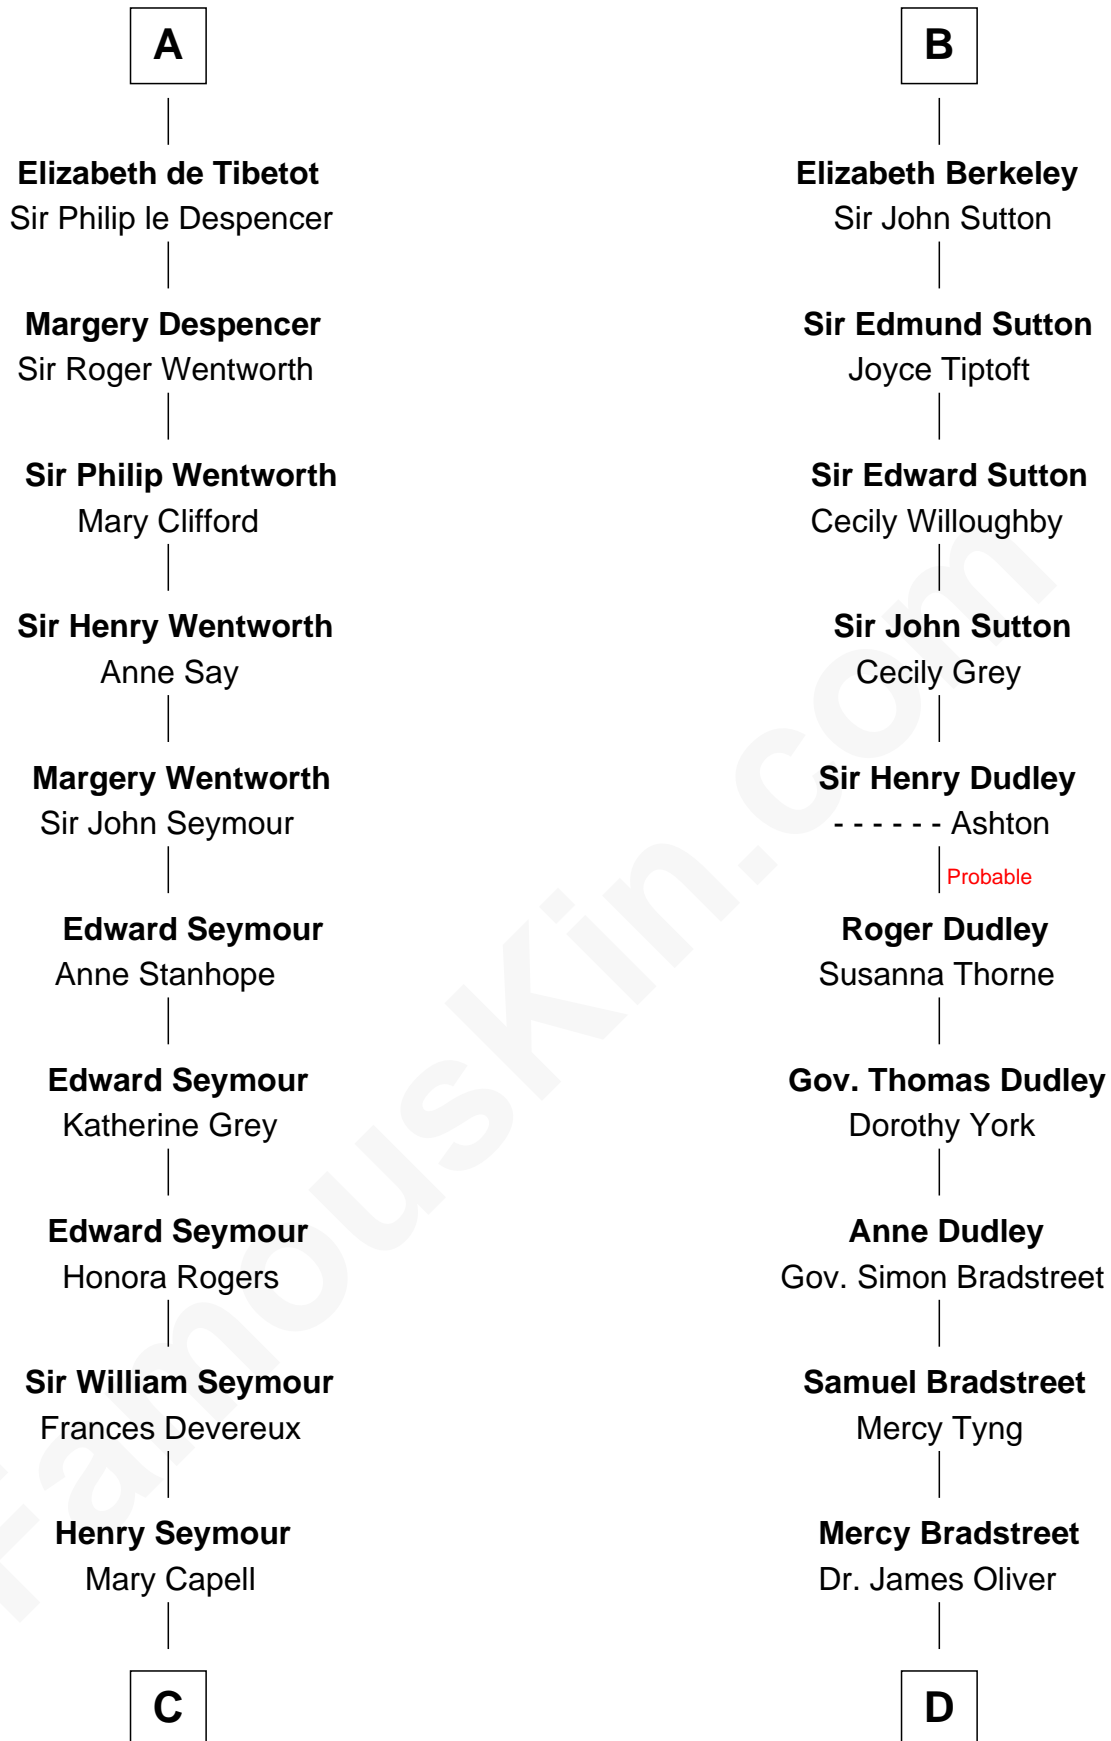 A
Elizabeth de Tibetot
Sir Philip le Despencer
Margery Despencer
Sir Roger Wentworth
Sir Philip Wentworth
Mary Clifford
Sir Henry Wentworth
Anne Say
Margery Wentworth
Sir John Seymour
Edward Seymour
Anne Stanhope
Edward Seymour
Katherine Grey
Edward Seymour
Honora Rogers
Sir William Seymour
Frances Devereux
Henry Seymour
Mary Capell
C
B
Elizabeth Berkeley
Sir John Sutton
Sir Edmund Sutton
Joyce Tiptoft
Sir Edward Sutton
Cecily Willoughby
Sir John Sutton
Cecily Grey
Sir Henry Dudley
- - - - - - Ashton
Probable
Roger Dudley
Susanna Thorne
Gov. Thomas Dudley
Dorothy York
Anne Dudley
Gov. Simon Bradstreet
Samuel Bradstreet
Mercy Tyng
Mercy Bradstreet
Dr. James Oliver
D
FamousKin.com